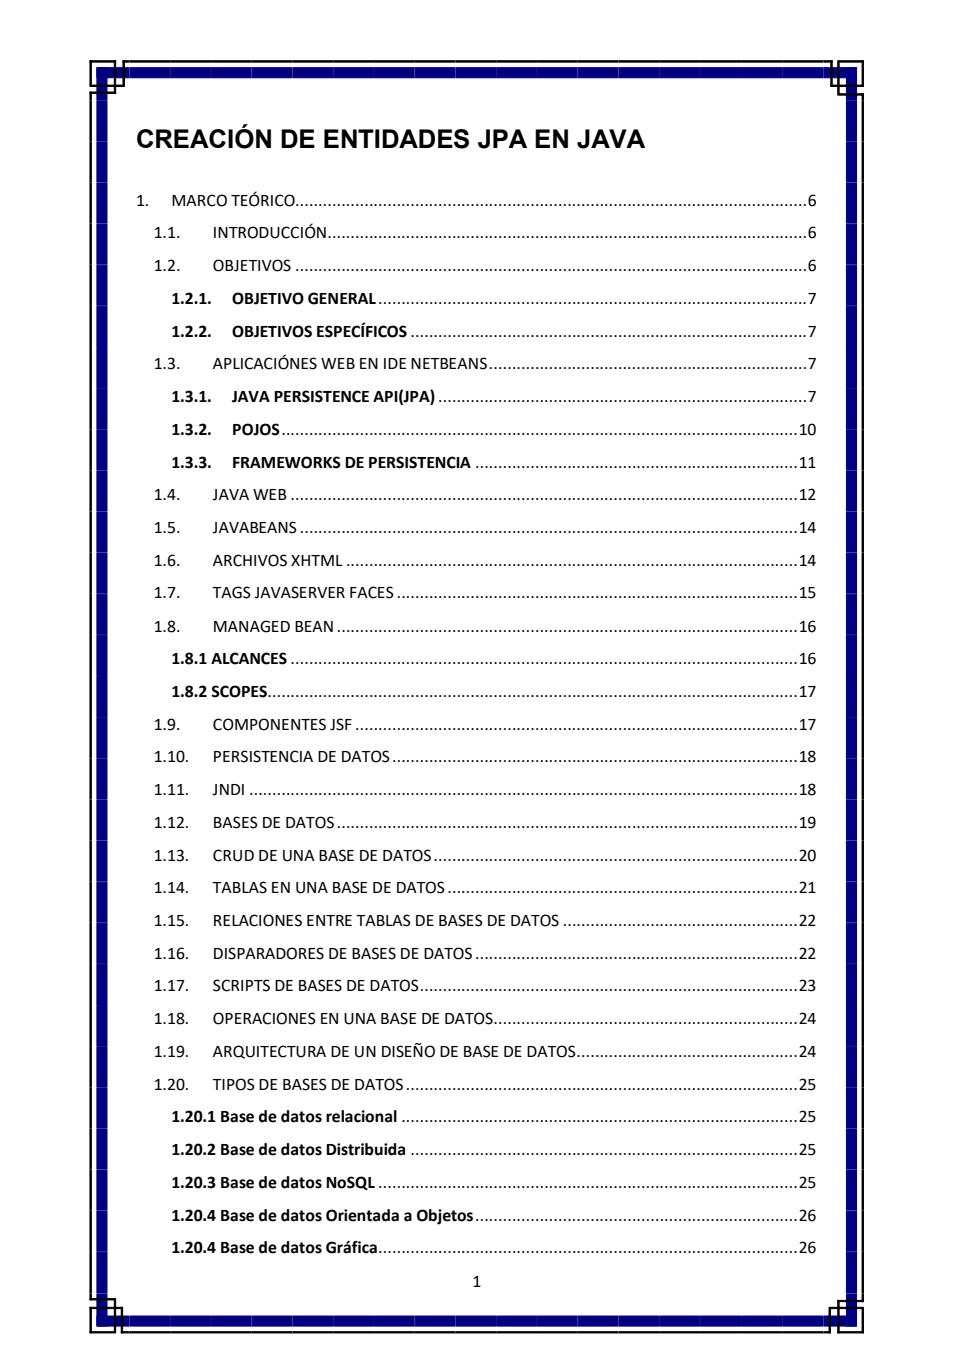 CREACIÓN DE ENTIDADES JPA EN JAVA
1. MARCO TEÓRICO...............6
1.1. INTRODUCCIÓN...............6
1.2. OBJETIVOS...............6
1.2.1. OBJETIVO GENERAL...............7
1.2.2. OBJETIVOS ESPECÍFICOS...............7
1.3. APLICACIÓNES WEB EN IDE NETBEANS...............7
1.3.1. JAVA PERSISTENCE API(JPA)...............7
1.3.2. POJOS...............10
1.3.3. FRAMEWORKS DE PERSISTENCIA...............11
1.4. JAVA WEB...............12
1.5. JAVABEANS...............14
1.6. ARCHIVOS XHTML...............14
1.7. TAGS JAVASERVER FACES...............15
1.8. MANAGED BEAN...............16
1.8.1 ALCANCES...............16
1.8.2 SCOPES...............17
1.9. COMPONENTES JSF...............17
1.10. PERSISTENCIA DE DATOS...............18
1.11. JNDI...............18
1.12. BASES DE DATOS...............19
1.13. CRUD DE UNA BASE DE DATOS...............20
1.14. TABLAS EN UNA BASE DE DATOS...............21
1.15. RELACIONES ENTRE TABLAS DE BASES DE DATOS...............22
1.16. DISPARADORES DE BASES DE DATOS...............22
1.17. SCRIPTS DE BASES DE DATOS...............23
1.18. OPERACIONES EN UNA BASE DE DATOS...............24
1.19. ARQUITECTURA DE UN DISEÑO DE BASE DE DATOS...............24
1.20. TIPOS DE BASES DE DATOS...............25
1.20.1 Base de datos relacional...............25
1.20.2 Base de datos Distribuida...............25
1.20.3 Base de datos NoSQL...............25
1.20.4 Base de datos Orientada a Objetos...............26
1.20.4 Base de datos Gráfica...............26
1